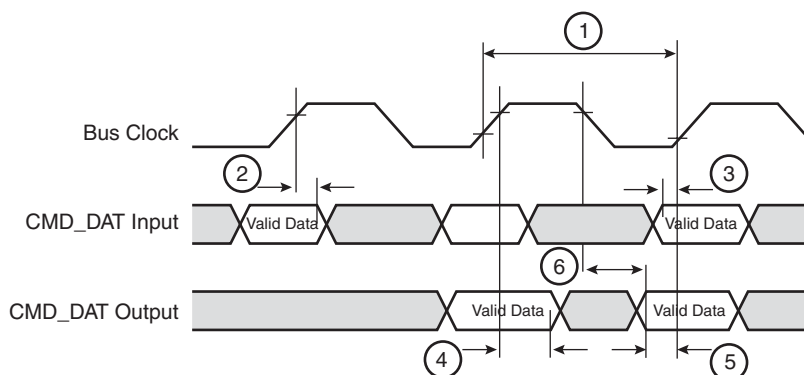 1
Bus Clock
2
3
CMD_DAT Input
Valid Data
Valid Data
6
CMD_DAT Output
Valid Data
Valid Data
4
5